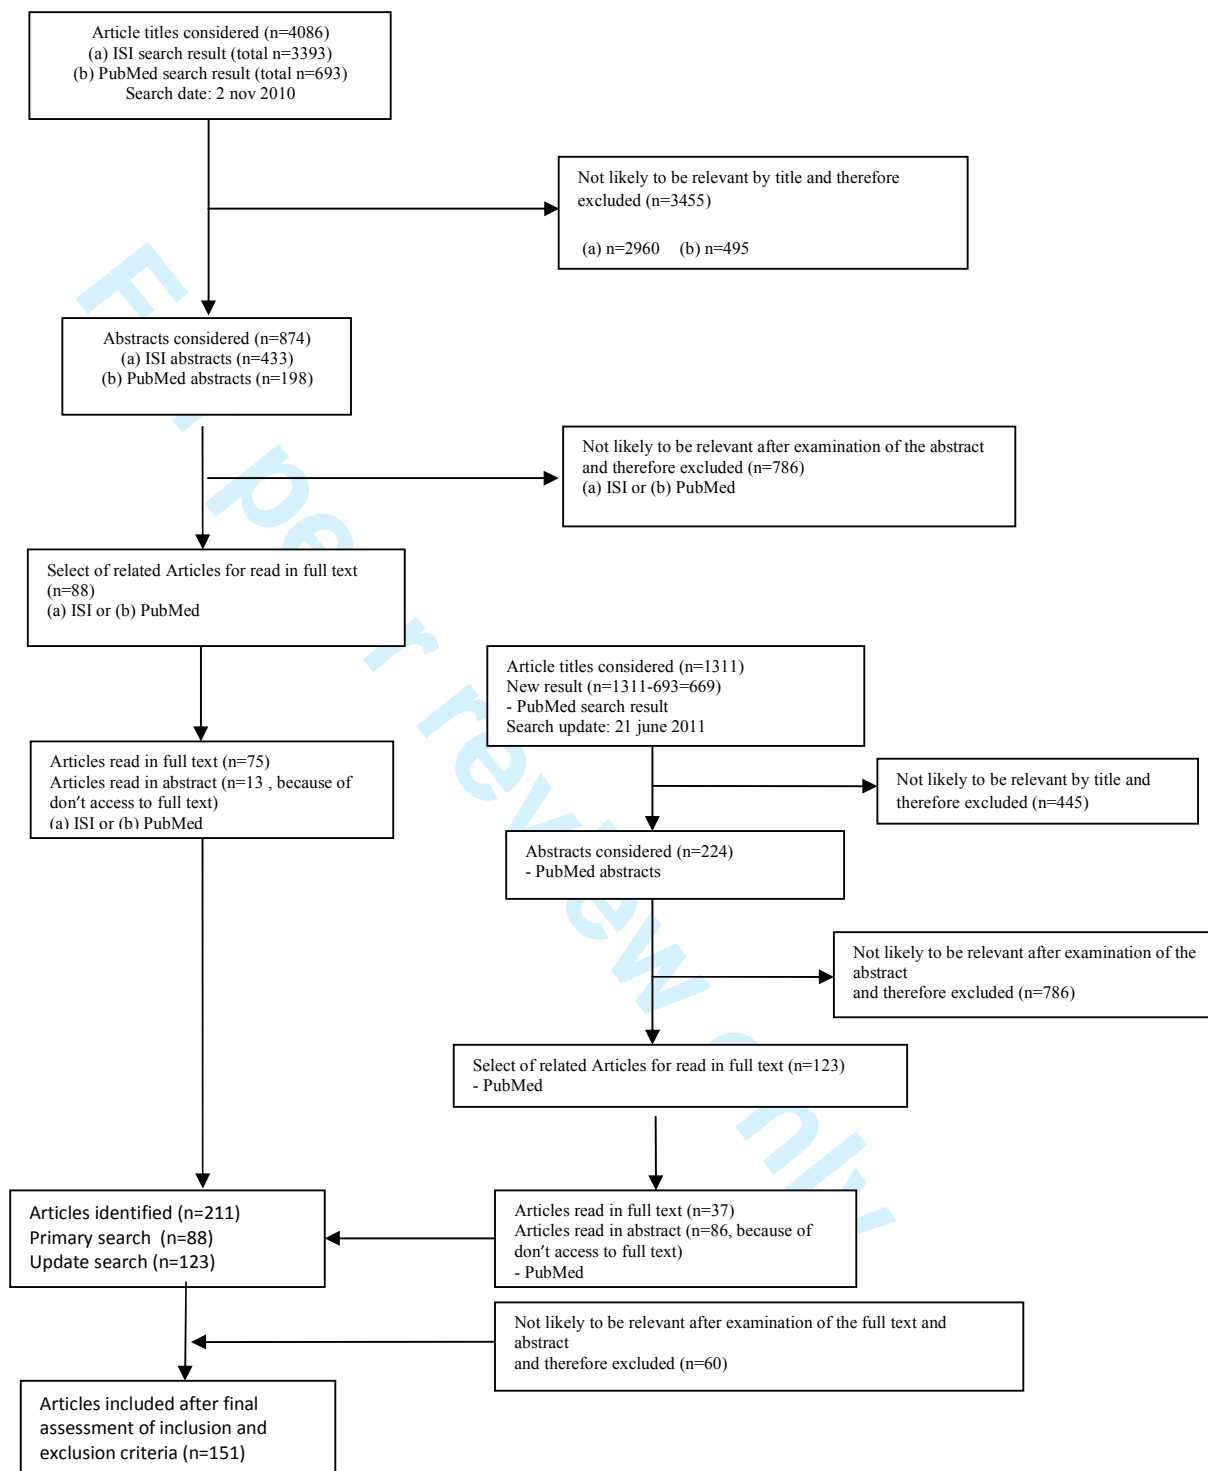 Article titles considered (n=4086)
(a) ISI search result (total n=3393)
(b) PubMed search result (total n=693)
Search date: 2 nov 2010
Not likely to be relevant by title and therefore
excluded (n=3455)
(a) n=2960 (b) n=495
Abstracts considered (n=874)
(a) ISI abstracts (n=433)
(b) PubMed abstracts (n=198)
Not likely to be relevant after examination of the abstract
and therefore excluded (n=786)
(a) ISI or (b) PubMed
Select of related Articles for read in full text
(n=88)
(a) ISI or (b) PubMed
Article titles considered (n=1311)
New result (n=1311-693=669)
- PubMed search result
Search update: 21 june 2011
Articles read in full text (n=75)
Articles read in abstract (n=13 , because of
don't access to full text)
(a) ISI or (b) PubMed
Not likely to be relevant by title and
therefore excluded (n=445)
Abstracts considered (n=224)
- PubMed abstracts
Not likely to be relevant after examination of the
abstract
and therefore excluded (n=786)
Select of related Articles for read in full text (n=123)
- PubMed
Articles identified (n=211)
Primary search (n=88)
Update search (n=123)
Articles read in full text (n=37)
Articles read in abstract (n=86, because of
don't access to full text)
- PubMed
Not likely to be relevant after examination of the full text and
abstract
and therefore excluded (n=60)
Articles included after final
assessment of inclusion and
exclusion criteria (n=151)
review only